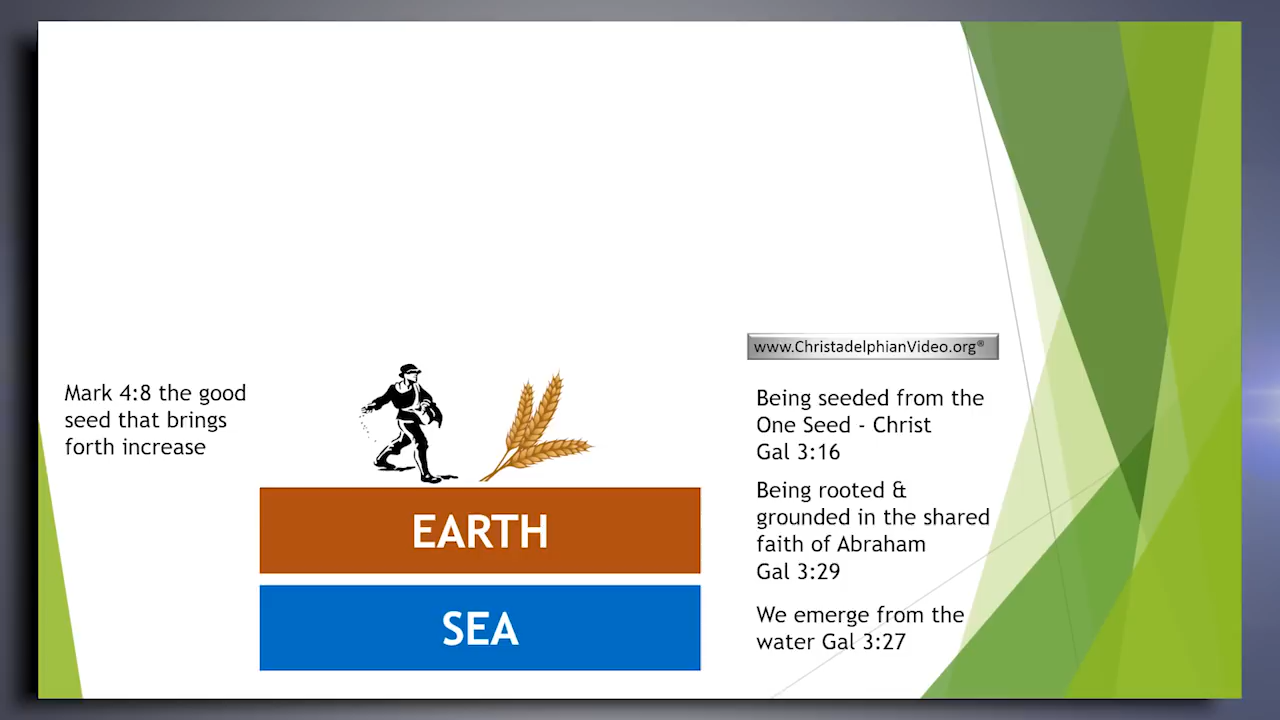 Mark 4:8 the good
seed that brings
forth increase
EARTH
SEA
www.ChristadelphianVideo.org®
Being seeded from the
One Seed - Christ
Gal 3:16
Being rooted &
grounded in the shared
faith of Abraham
Gal 3:29
We emerge from the
water Gal 3:27